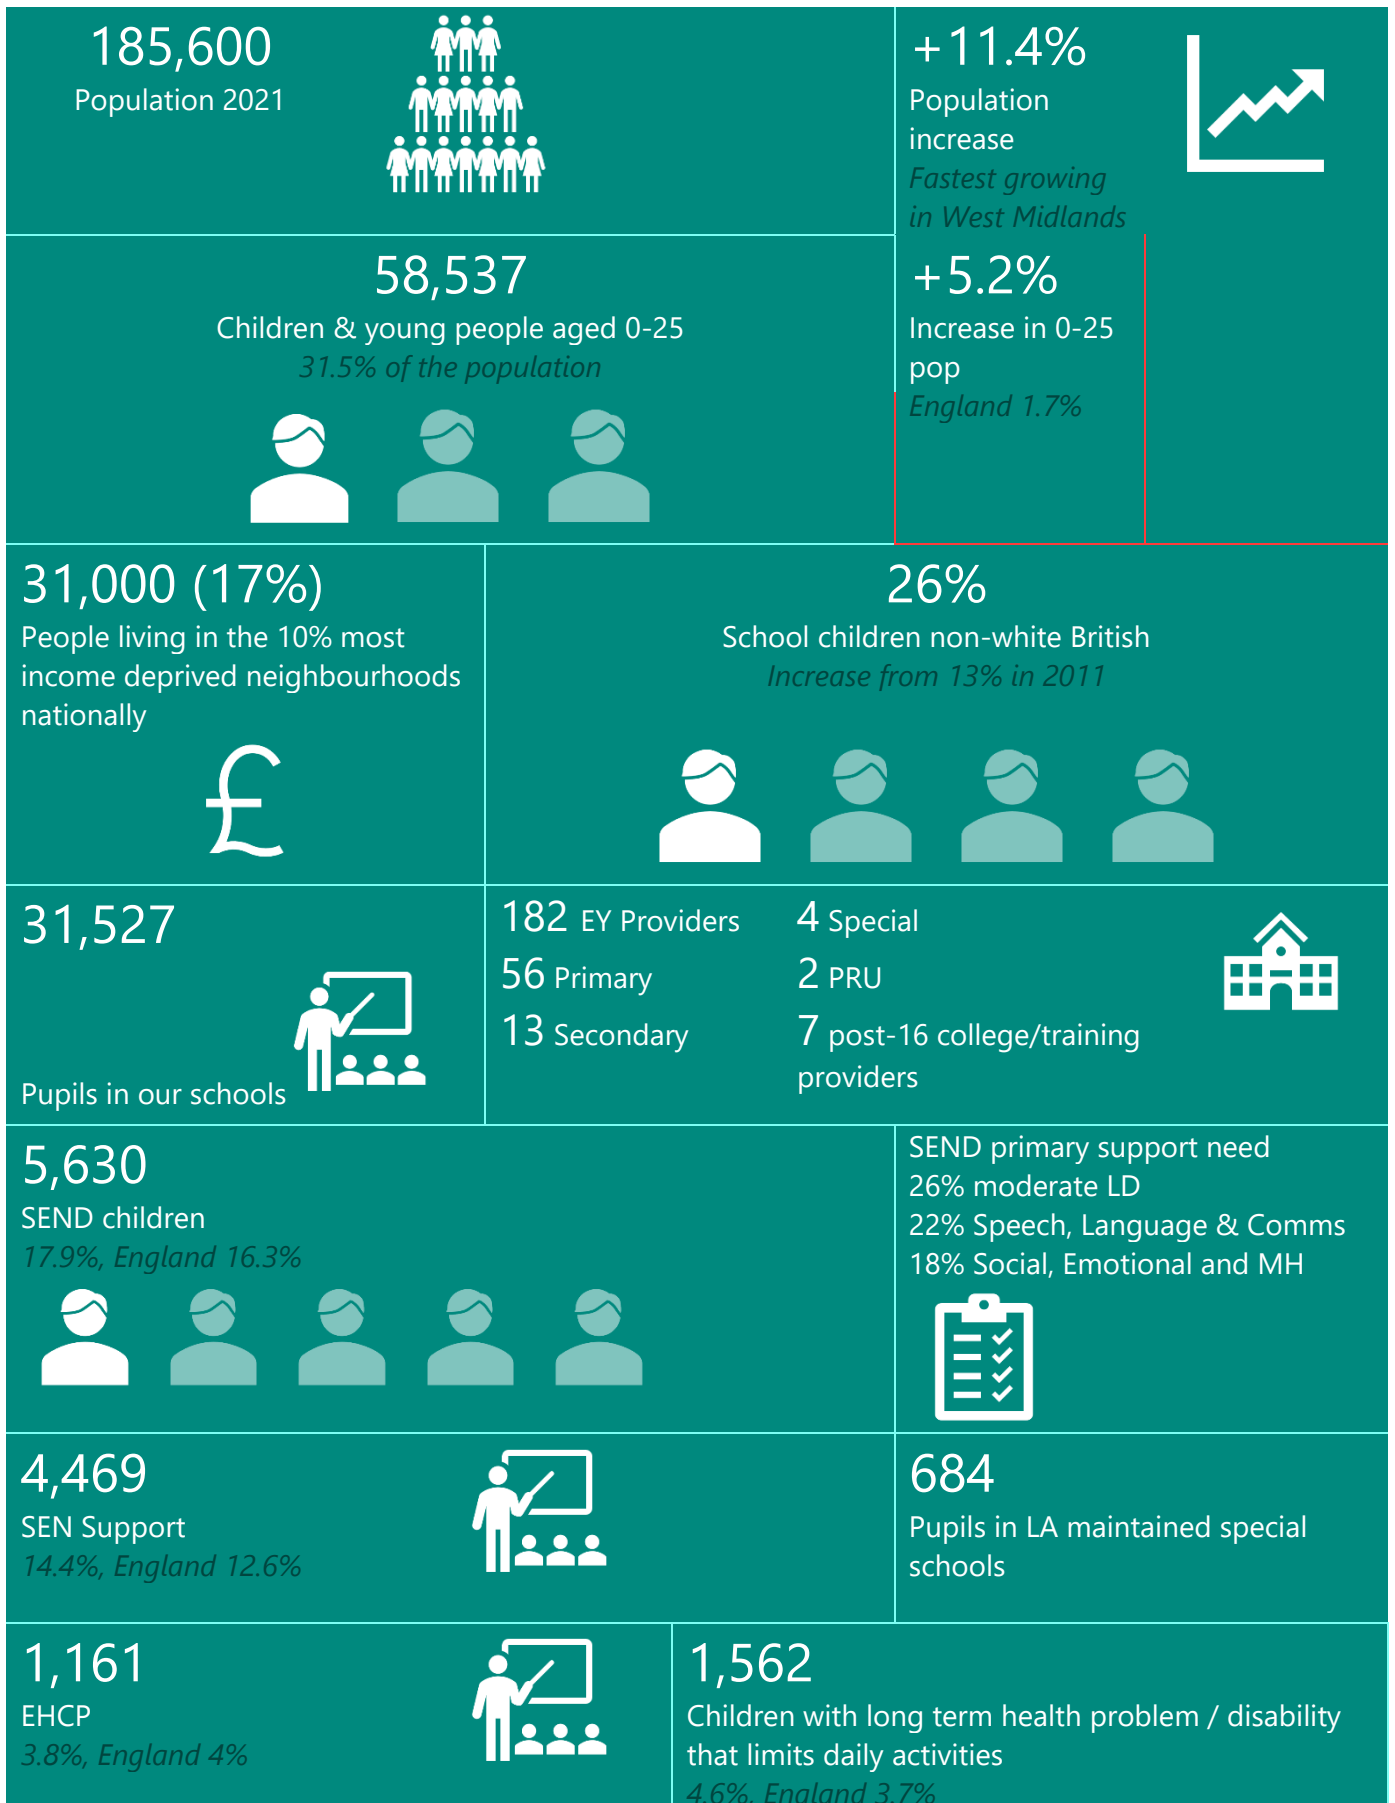 185,600
Population 2021
+11.4%
Population
increase
Fastest growing
in West Midlands
58,537
Children & young people aged 0-25
31.5% of the population
+5.2%
Increase in 0-25
pop
England 1.7%
31,000 (17%)
People living in the 10% most
income deprived neighbourhoods
nationally
£
26%
School children non-white British
Increase from 13% in 2011
31,527
Pupils in our schools
182 EY Providers
56 Primary
13 Secondary
4 Special
2 PRU
7 post-16 college/training
providers
5,630
SEND children
17.9%, England 16.3%
SEND primary support need
26% moderate LD
22% Speech, Language & Comms
18% Social, Emotional and MH
4,469
SEN Support
14.4%, England 12.6%
684
Pupils in LA maintained special
schools
1,161
EHCP
3.8%, England 4%
1,562
Children with long term health problem / disability
that limits daily activities
4.6%, England 3.7%